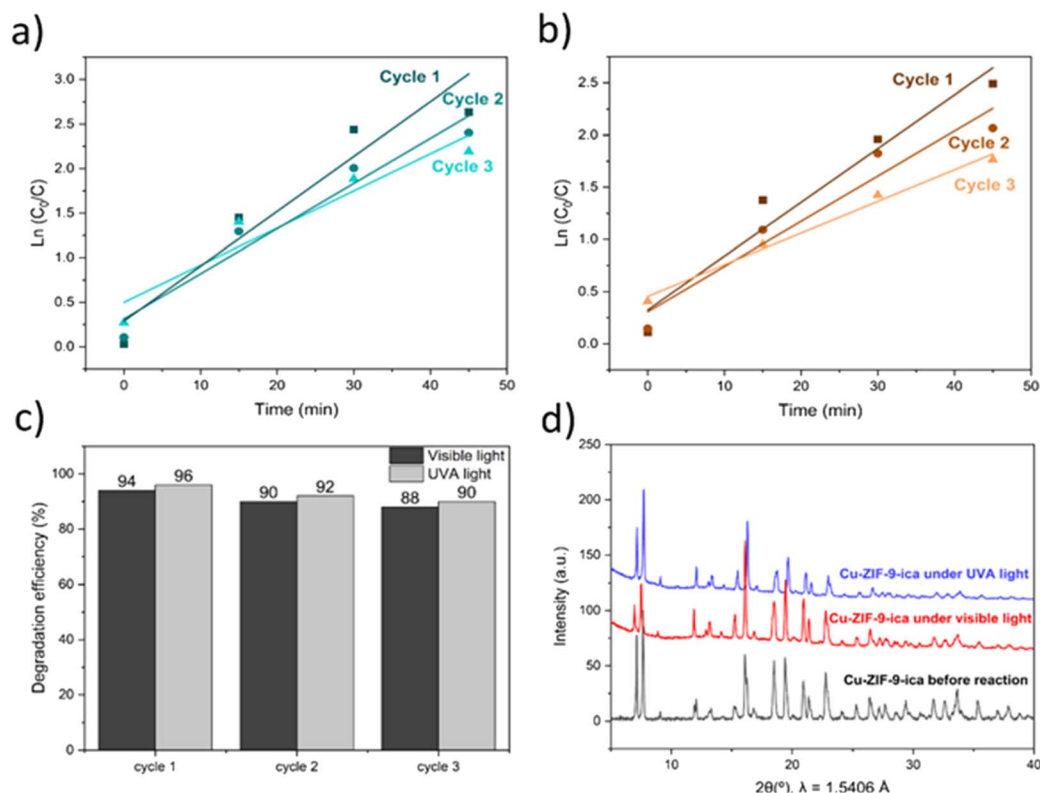 a)
Ln (C₀/C)
3.0
2.5
2.0
1.5
1.0
0.5
0.0
Cycle 1
Cycle 2
Cycle 3
0 10 20 30 40 50
Time (min)
b)
Ln (C₀/C)
3.0
2.5
2.0
1.5
1.0
0.5
0.0
Cycle 1
Cycle 2
Cycle 3
0 10 20 30 40 50
Time (min)
c)
Degradation efficiency (%)
100
80
60
40
20
0
Visible light
UVA light
94 96
90 92
88 90
cycle 1 cycle 2 cycle 3
d)
Intensity (a.u.)
250
200
150
100
50
0
Cu-ZIF-9-ica under UVA light
Cu-ZIF-9-ica under visible light
Cu-ZIF-9-ica before reaction
10 20 30 40
2θ(º), λ = 1.5406 Å